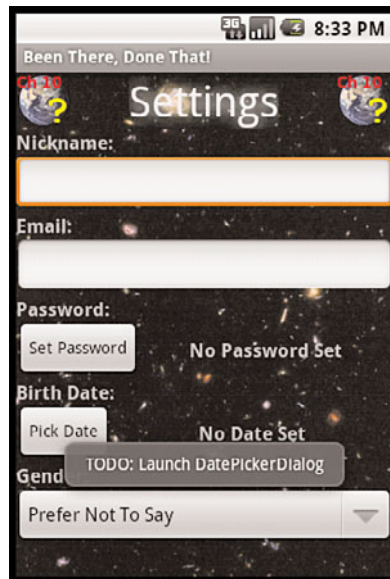 3G 8:33 PM
Been There, Done That!
Ch 10 Settings Ch 10
?
?
Nickname:
Email:
Password:
Set Password No Password Set
Birth Date:
Pick Date No Date Set
TODO: Launch DatePickerDialog
Gend
Prefer Not To Say